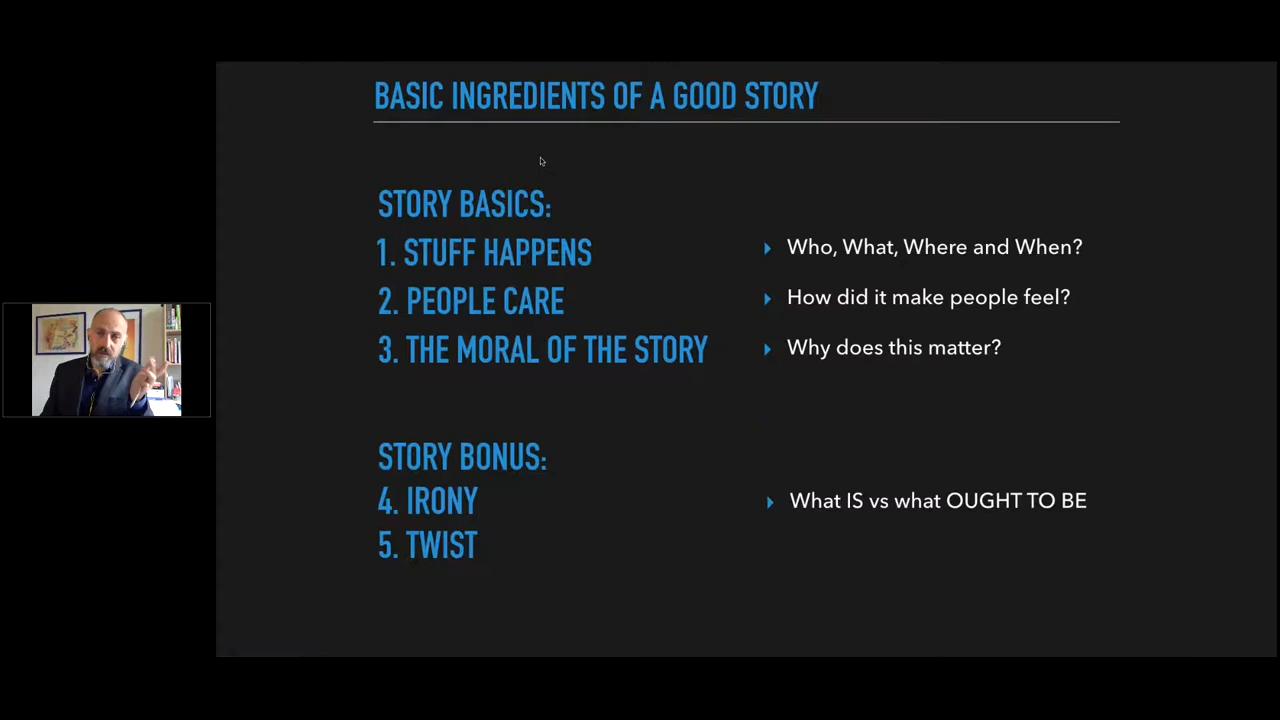 BASIC INGREDIENTS OF A GOOD STORY
STORY BASICS:
1. STUFF HAPPENS
Who, What, Where and When?
2. PEOPLE CARE
How did it make people feel?
3. THE MORAL OF THE STORY
Why does this matter?
STORY BONUS:
4. IRONY
What IS vs what OUGHT TO BE
5. TWIST